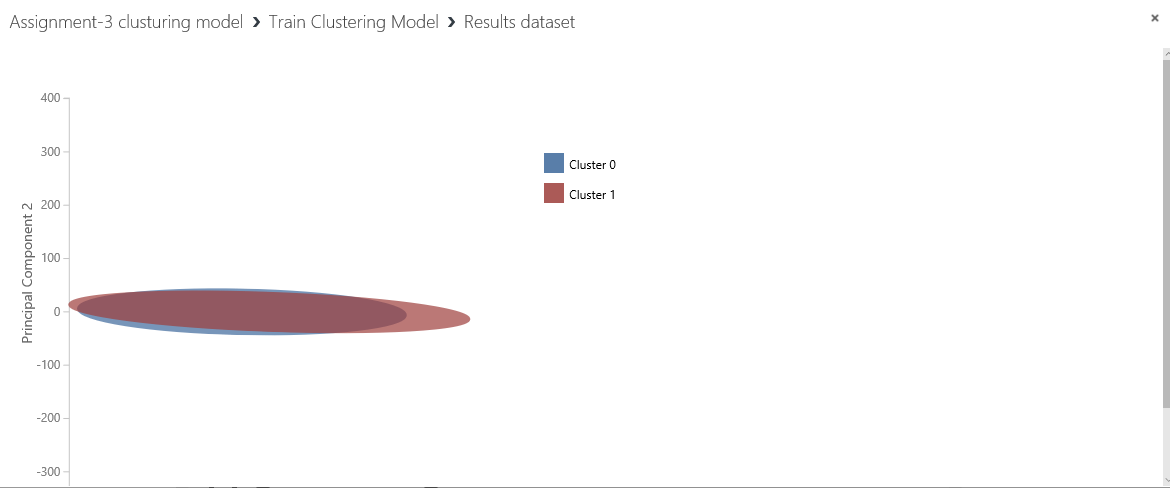 Assignment-3 clusturing model › Train Clustering Model › Results dataset
×
400
300
200
100
0
-100
-200
-300
Principal Component 2
Cluster 0
Cluster 1